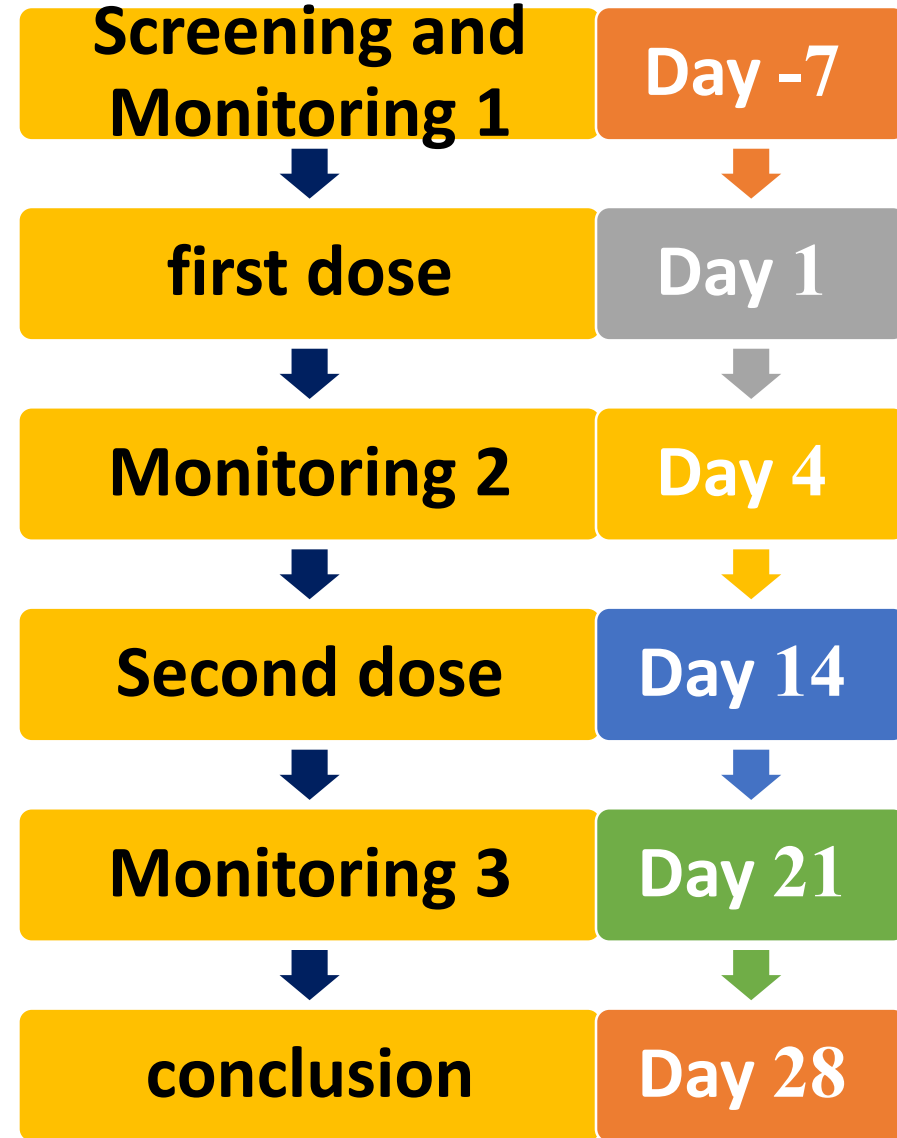 Screening and
Monitoring 1
Day -7
first dose
Day 1
Monitoring 2
Day 4
Second dose
Day 14
Monitoring 3
Day 21
conclusion
Day 28